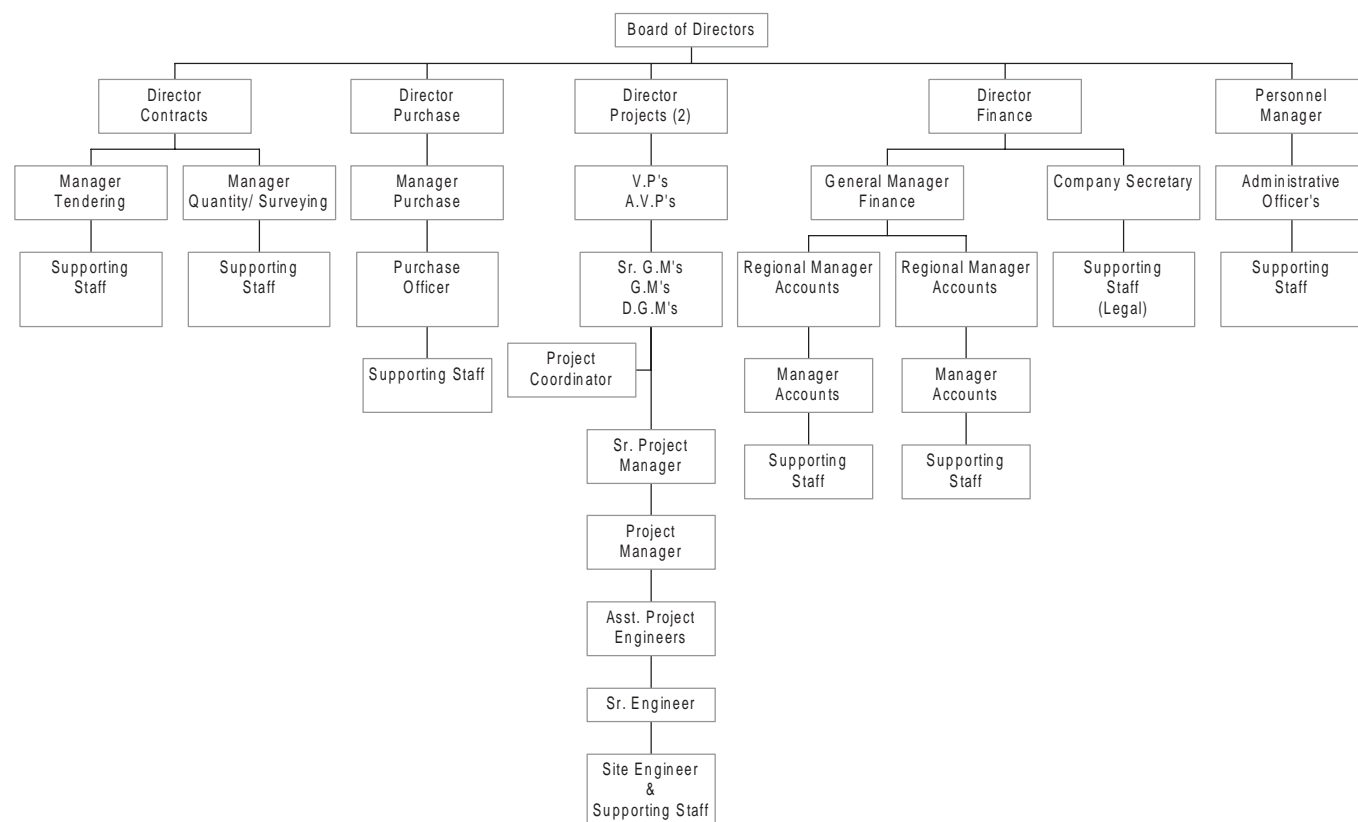 Board of Directors
Director
Contracts
Director
Purchase
Director
Projects (2)
Director
Finance
Personnel
Manager
Manager
Tendering
Manager
Quantity/ Surveying
Manager
Purchase
V.P's
A.V.P's
General Manager
Finance
Company Secretary
Administrative
Officer's
Supporting
Staff
Supporting
Staff
Purchase
Officer
Sr. G.M's
G.M's
D.G.M's
Regional Manager
Accounts
Regional Manager
Accounts
Supporting
Staff
(Legal)
Supporting
Staff
Supporting Staff
Project
Coordinator
Manager
Accounts
Manager
Accounts
Sr. Project
Manager
Supporting
Staff
Supporting
Staff
Project
Manager
Asst. Project
Engineers
Sr. Engineer
Site Engineer
&
Supporting Staff